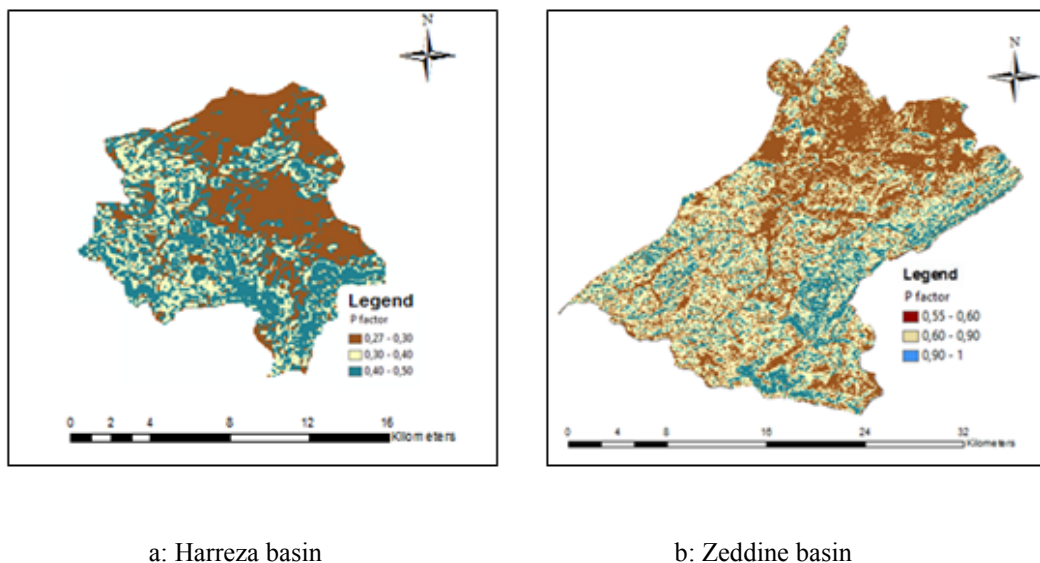 N
Legend
P factor
0,27 - 0,30
0,30 - 0,40
0,40 - 0,50
0 2 4 8 12 16
Kilometers
N
Legend
P factor
0,55 - 0,60
0,60 - 0,90
0,90 - 1
0 4 8 16 24 32
Kilometers
a: Harreza basin
b: Zeddine basin